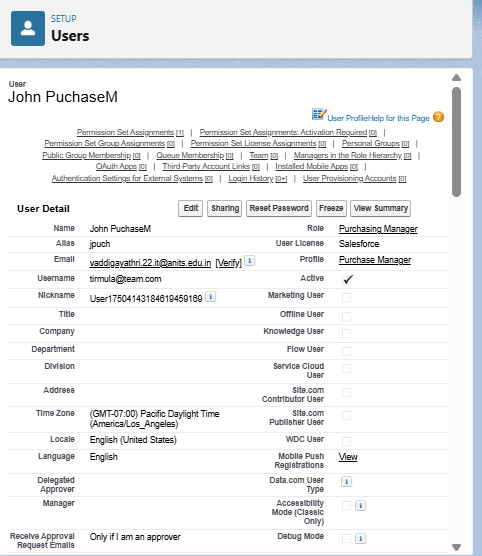 SETUP
Users
User
John PuchaseM
User Profile Help for this Page
Permission Set Assignments [1] | Permission Set Assignments: Activation Required [0] |
Permission Set Group Assignments [0] | Permission Set License Assignments [0] | Personal Groups [0] |
Public Group Membership [0] | Queue Membership [0] | Team [0] | Managers in the Role Hierarchy [0] |
OAuth Apps [0] | Third-Party Account Links [0] | Installed Mobile Apps [0] |
Authentication Settings for External Systems [0] | Login History [0+] | User Provisioning Accounts [0]
User Detail Edit Sharing Reset Password Freeze View Summary
Name John PuchaseM Role Purchasing Manager
Alias jpuch User License Salesforce
Email vaddigayathri.22.it@anits.edu.in [Verify] Profile Purchase Manager
Username tirmula@team.com Active
Nickname User17504143184619459169 Marketing User
Title Offline User
Company Knowledge User
Department Flow User
Division Service Cloud
User
Address Site.com
Contributor User
Time Zone (GMT-07:00) Pacific Daylight Time Site.com
(America/Los_Angeles) Publisher User
Locale English (United States) WDC User
Language English Mobile Push View
Registrations
Delegated Data.com User
Approver Type
Manager Accessibility
Mode (Classic
Only)
Receive Approval Only if I am an approver Debug Mode
Request Emails